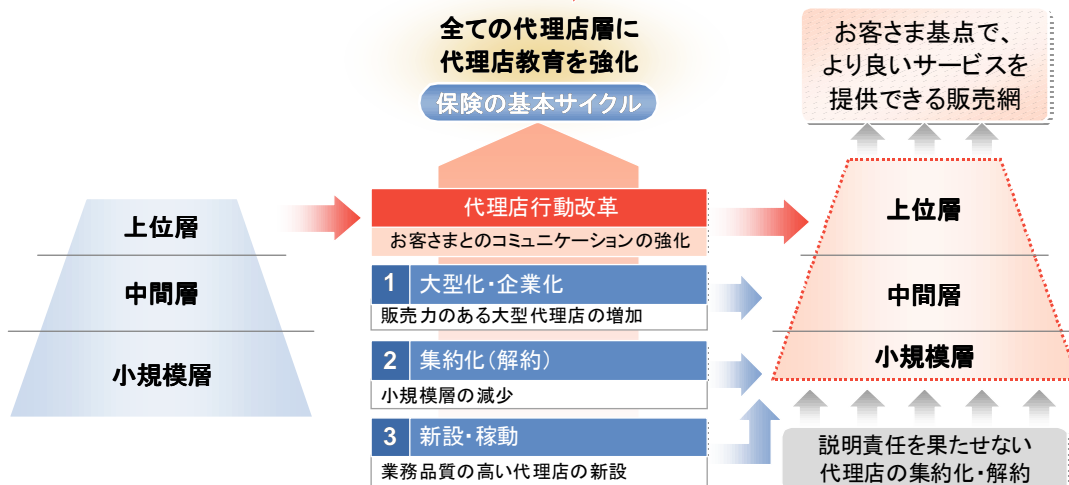 全ての代理店層に
代理店教育を強化
保険の基本サイクル
お客さま基点で、
より良いサービスを
提供できる販売網
上位層
中間層
小規模層
代理店行動改革
お客さまとのコミュニケーションの強化
1 大型化・企業化
販売力のある大型代理店の増加
2 集約化(解約)
小規模層の減少
3 新設・稼動
業務品質の高い代理店の新設
上位層
中間層
小規模層
説明責任を果たせない
代理店の集約化・解約